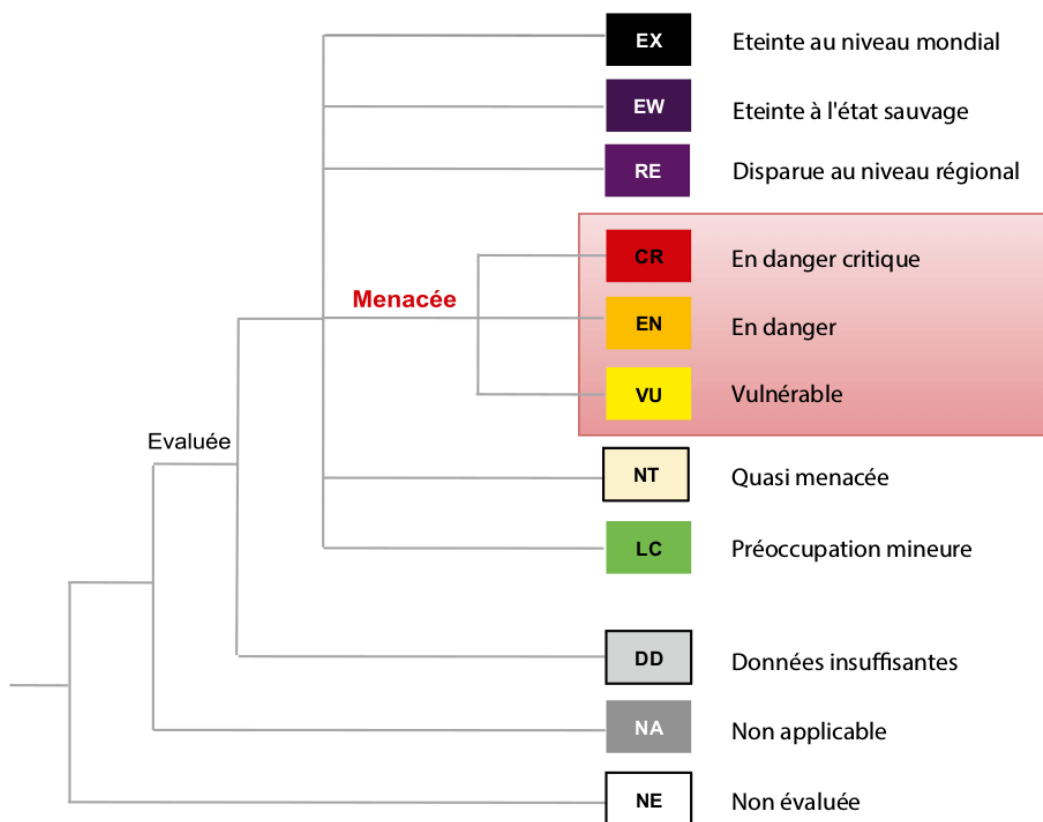 EX Eteinte au niveau mondial
EW Eteinte à l'état sauvage
RE Disparue au niveau régional
CR En danger critique
Menacée
EN En danger
VU Vulnérable
Evaluée
NT Quasi menacée
LC Préoccupation mineure
DD Données insuffisantes
NA Non applicable
NE Non évaluée